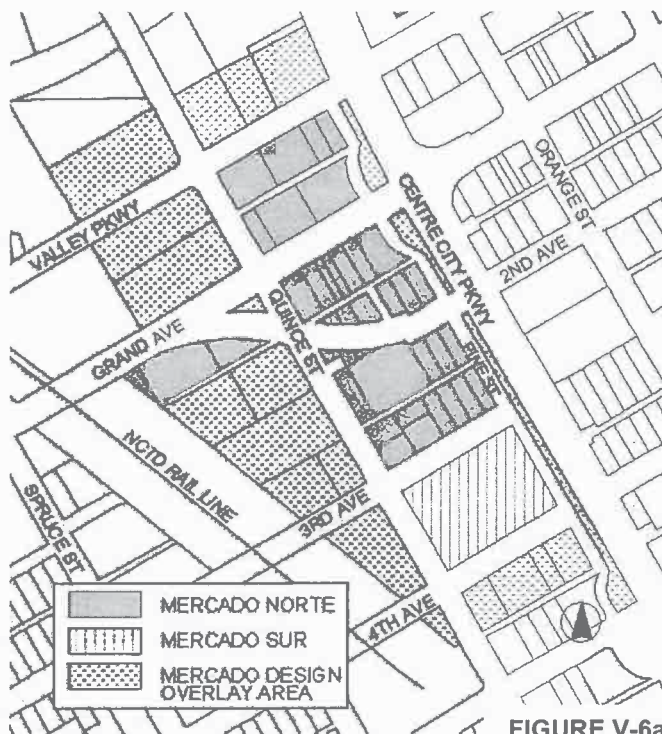 VALLEY PKWY
CENTRE CITY PKWY
ORANGE ST
2ND AVE
QUINCE ST
GRAND AVE
PINE ST
NCTD RAIL LINE
SPRUCE ST
3RD AVE
4TH AVE
MERCADO NORTE
MERCADO SUR
MERCADO DESIGN
OVERLAY AREA
FIGURE V-6a